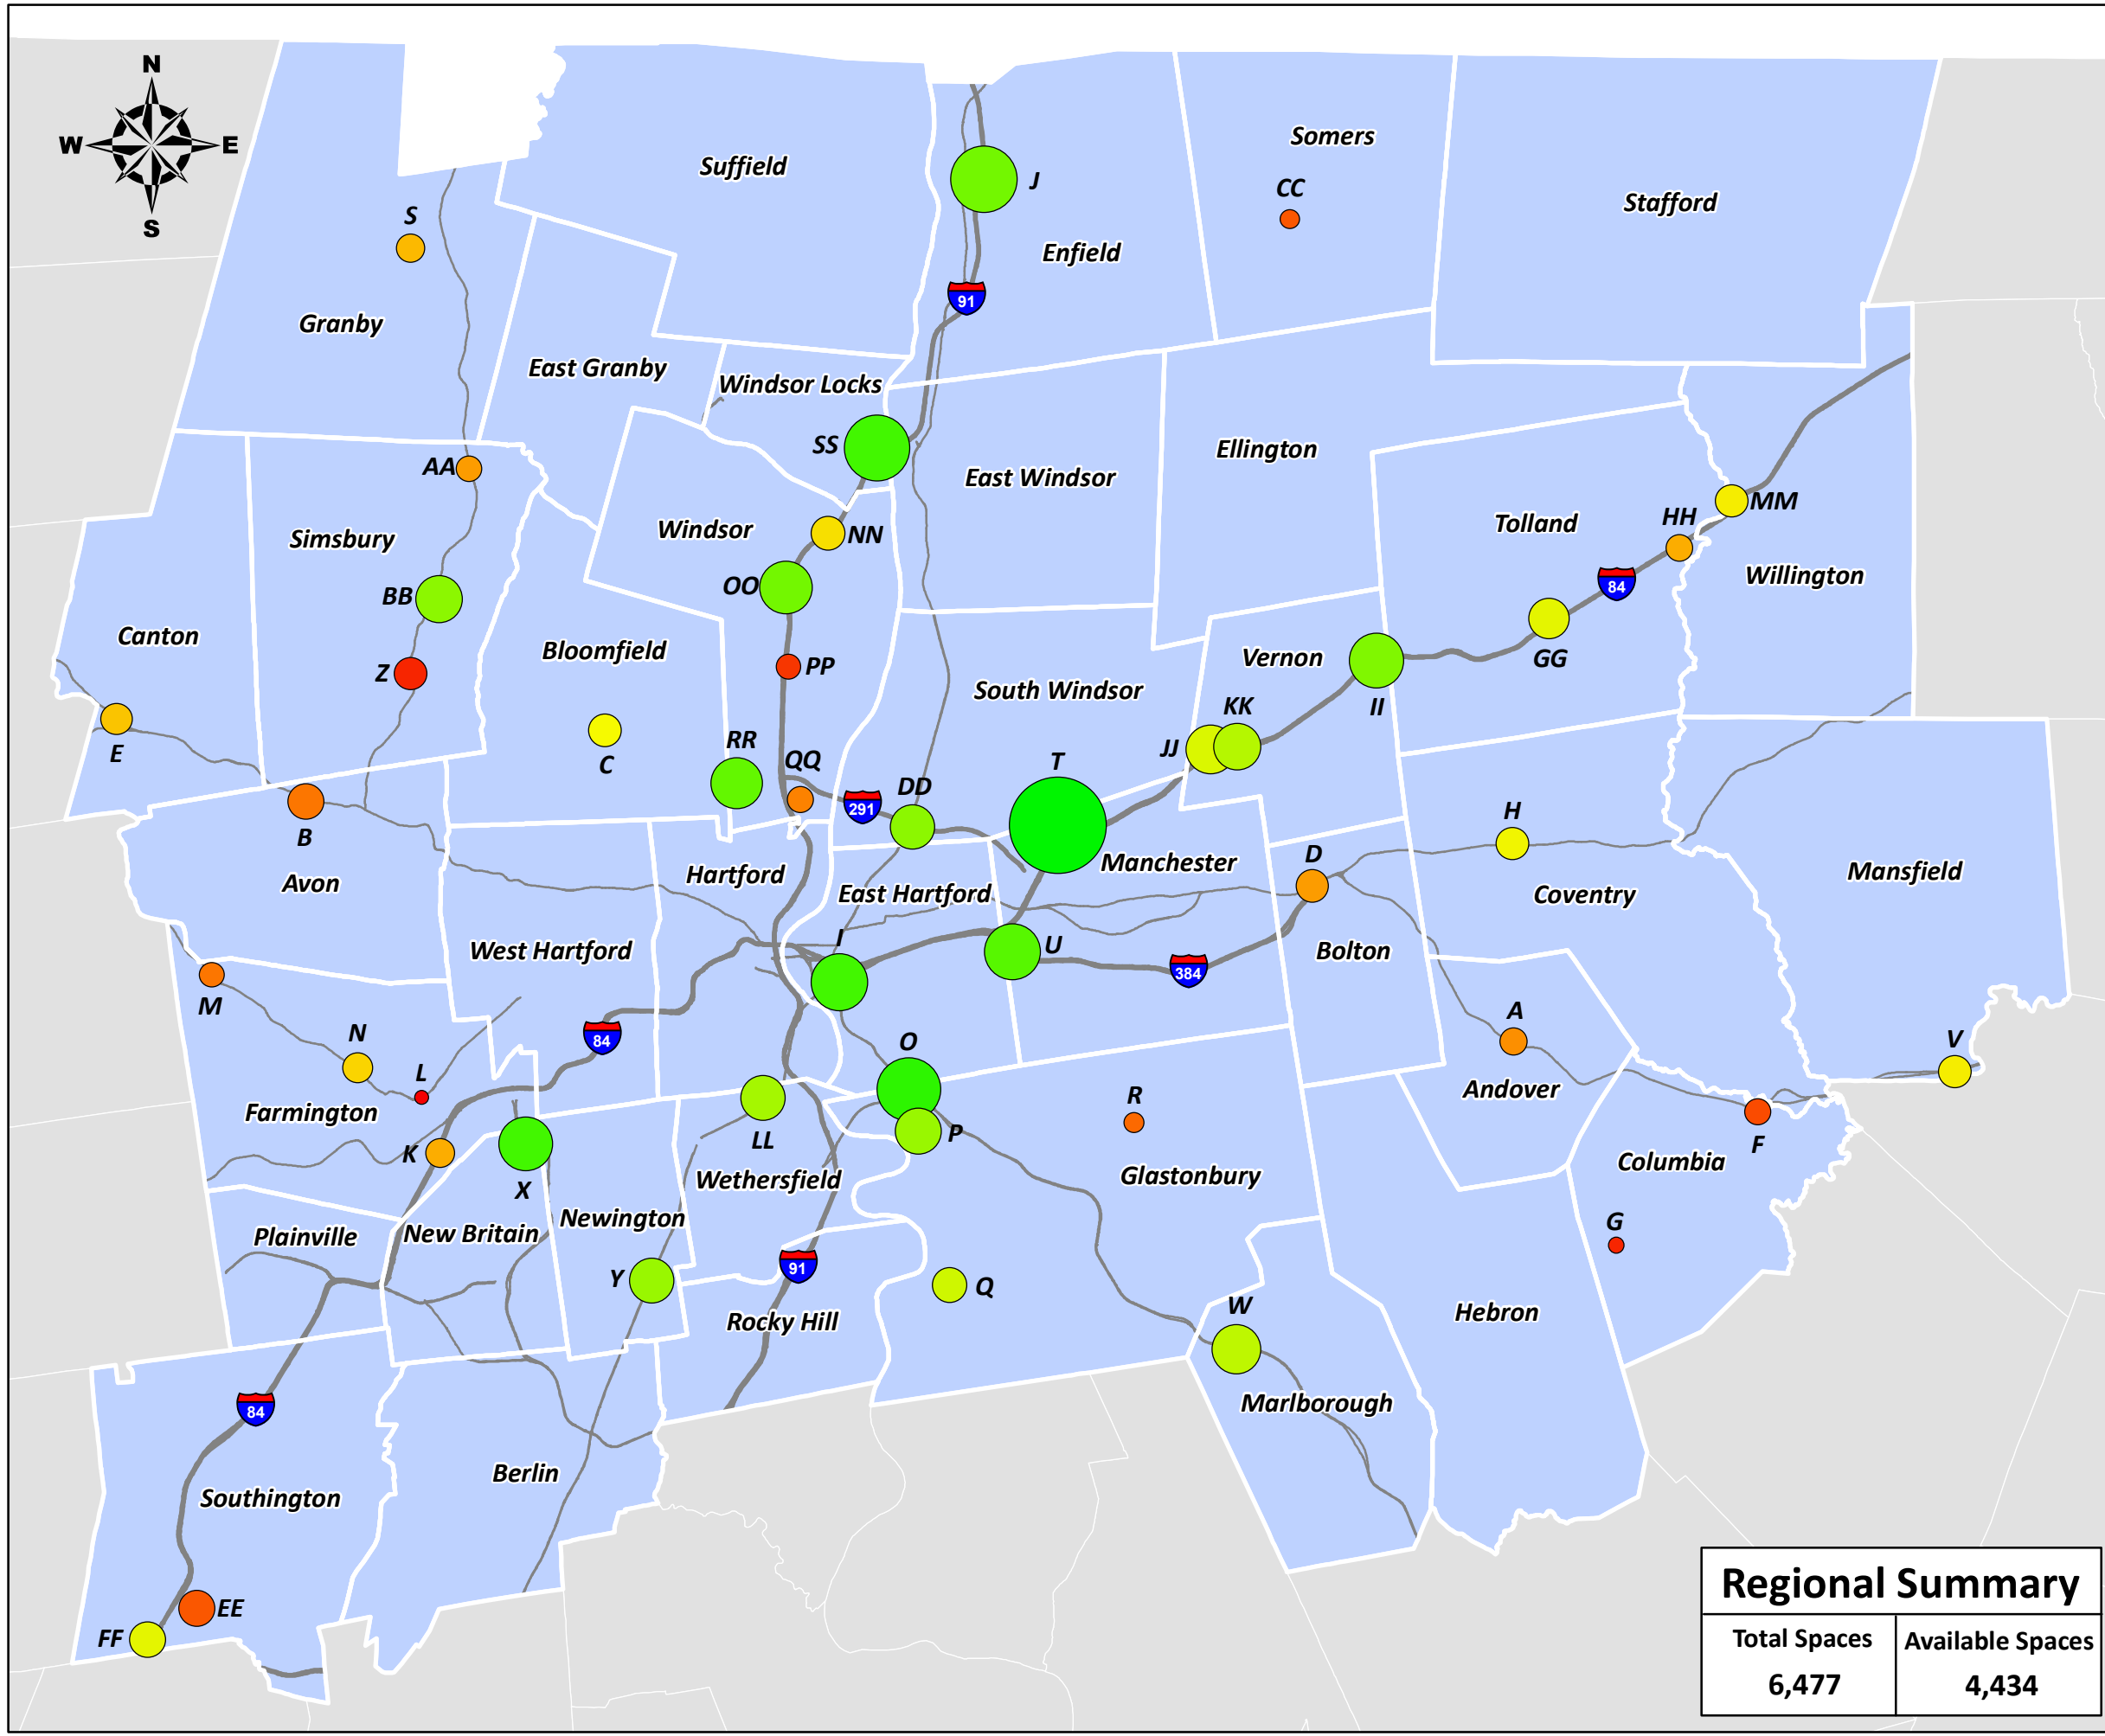 N
W
E
S
Suffield
Somers
CC
J
Stafford
S
Enfield
91
Granby
East Granby
Windsor Locks
SS
Ellington
AA
East Windsor
MM
Simsbury
Windsor
NN
Tolland
HH
Willington
84
OO
BB
Canton
Bloomfield
Vernon
GG
Z
PP
South Windsor
II
KK
JJ
E
C
RR
QQ
T
291
DD
H
B
Avon
Hartford
East Hartford
Manchester
D
Coventry
Mansfield
West Hartford
I
U
384
Bolton
M
N
84
O
A
V
L
R
Andover
Farmington
LL
P
F
K
X
Wethersfield
Glastonbury
Columbia
Plainville
New Britain
Newington
G
Y
91
Q
Rocky Hill
W
Hebron
84
Marlborough
Berlin
Southington
EE
FF
Regional Summary
Total Spaces
Available Spaces
6,477
4,434